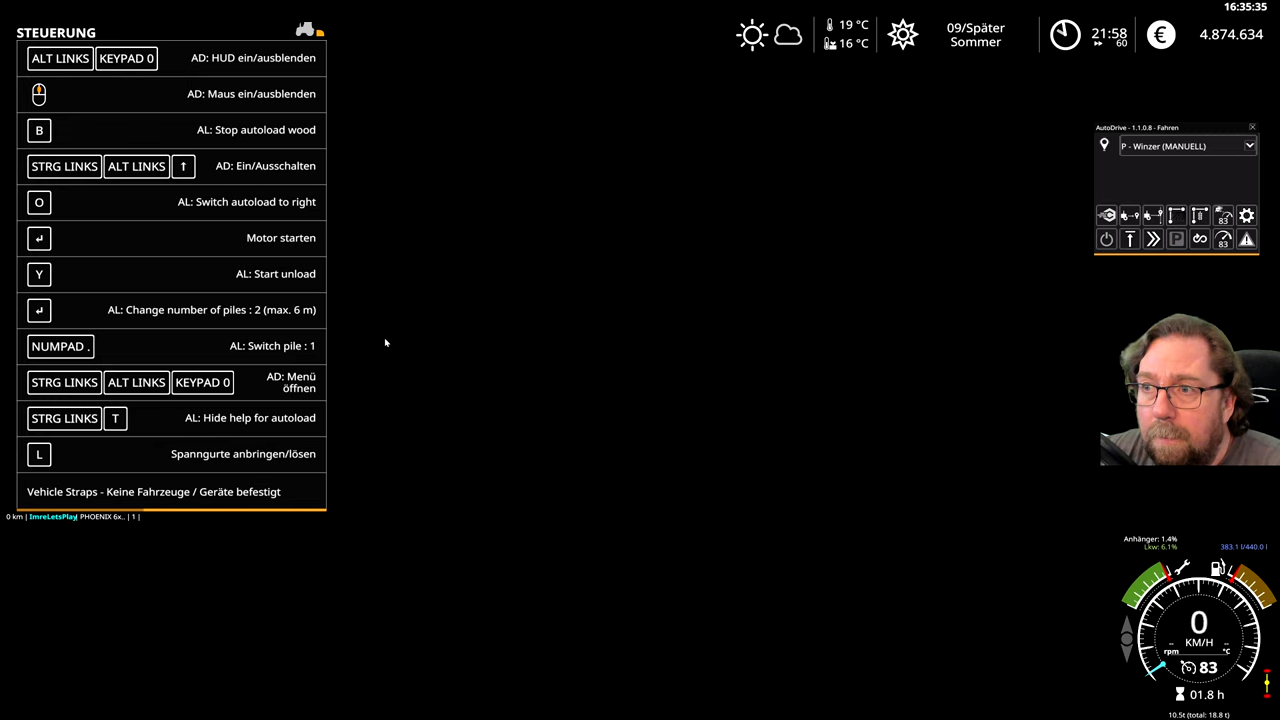 16:35:35
STEUERUNG
ALT LINKS KEYPAD 0 AD: HUD ein/ausblenden
AD: Maus ein/ausblenden
B AL: Stop autoload wood
STRG LINKS ALT LINKS ↑ AD: Ein/Ausschalten
O AL: Switch autoload to right
↵ Motor starten
Y AL: Start unload
↵ AL: Change number of piles : 2 (max. 6 m)
NUMPAD . AL: Switch pile : 1
STRG LINKS ALT LINKS KEYPAD 0 AD: Menü
öffnen
STRG LINKS T AL: Hide help for autoload
L Spanngurte anbringen/lösen
Vehicle Straps - Keine Fahrzeuge / Geräte befestigt
0 km | ImreLetsPlay | PHOENIX 6x.. | 1 |
19 °C
16 °C
09/Später
Sommer
21:58
60
€
4.874.634
AutoDrive - 1.1.0.8 - Fahren
P - Winzer (MANUELL)
83
P
83
Anhänger: 1.4%
Lkw: 6.1%
383.1 l/440.0 l
0
KM/H
-- --
rpm °C
83
01.8 h
10.5t (total: 18.8 t)